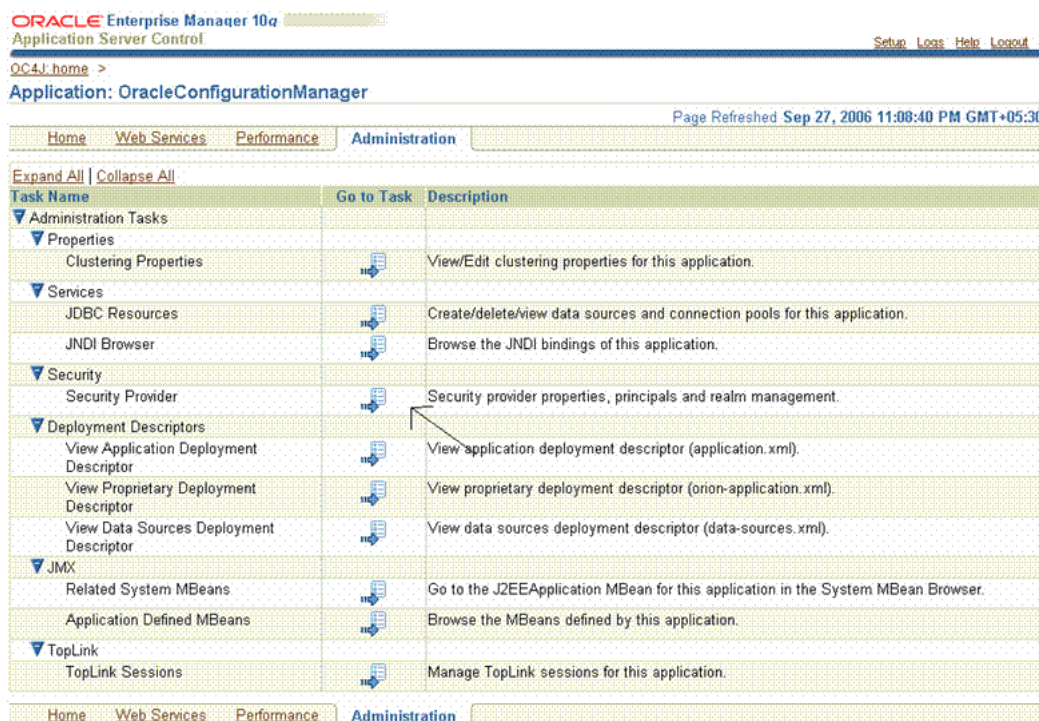 ORACLE Enterprise Manager 10g
Application Server Control
Setup Logs Help Logout
OC4J: home >
Application: OracleConfigurationManager
Page Refreshed Sep 27, 2006 11:08:40 PM GMT+05:30
Home Web Services Performance Administration
Expand All | Collapse All
Task Name Go to Task Description
Administration Tasks
Properties
Clustering Properties View/Edit clustering properties for this application.
Services
JDBC Resources Create/delete/view data sources and connection pools for this application.
JNDI Browser Browse the JNDI bindings of this application.
Security
Security Provider Security provider properties, principals and realm management.
Deployment Descriptors
View Application Deployment View application deployment descriptor (application.xml).
Descriptor
View Proprietary Deployment View proprietary deployment descriptor (orion-application.xml).
Descriptor
View Data Sources Deployment View data sources deployment descriptor (data-sources.xml).
Descriptor
JMX
Related System MBeans Go to the J2EEApplication MBean for this application in the System MBean Browser.
Application Defined MBeans Browse the MBeans defined by this application.
TopLink
TopLink Sessions Manage TopLink sessions for this application.
Home Web Services Performance Administration